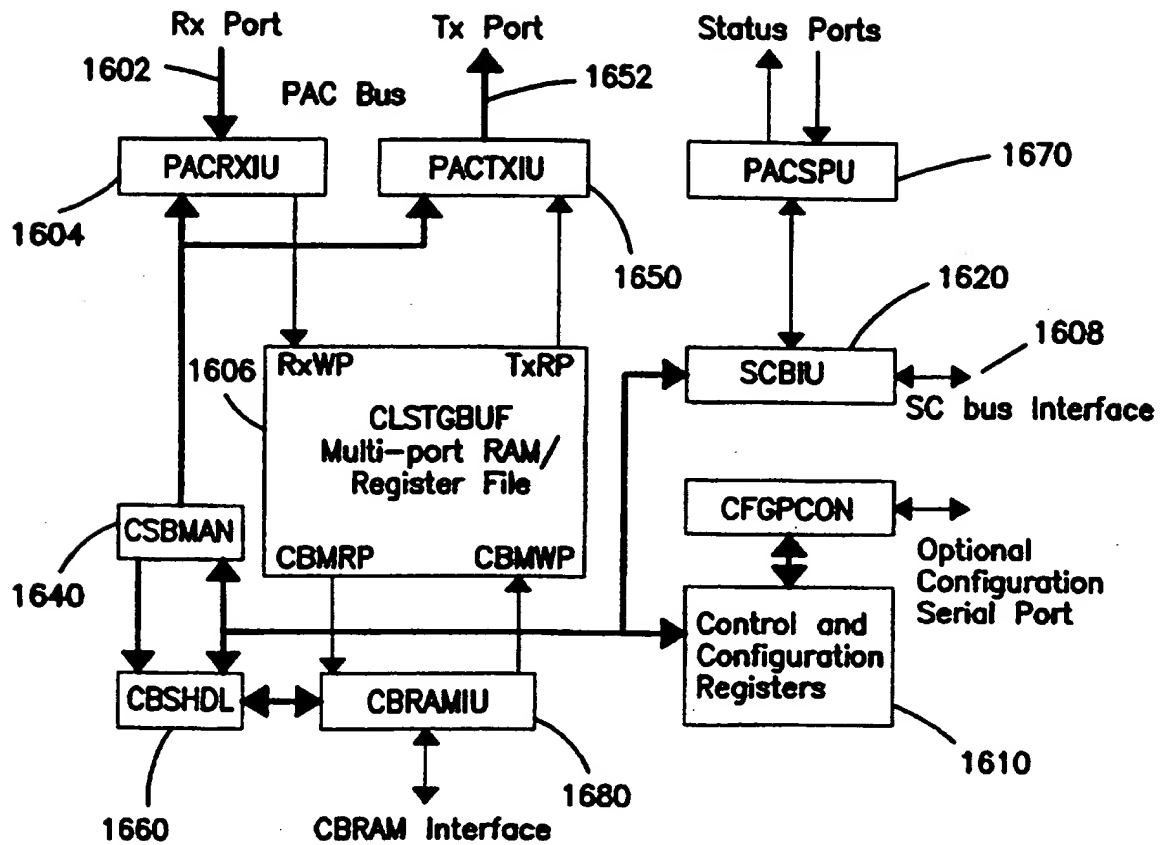 Rx Port
Tx Port
Status Ports
1602
PAC Bus
1652
PACRXIU
PACTXIU
PACSPU
1670
1604
1650
1620
1608
1606
RxWP
TxRP
SCBIU
SC bus Interface
CLSTGBUF
Multi-port RAM/
Register File
CFGPCON
CSBMAN
CBMRP
CBMWP
Optional
Configuration
Serial Port
1640
Control and
Configuration
Registers
CBSHDL
CBRAMIU
1610
1660
1680
CBRAM Interface